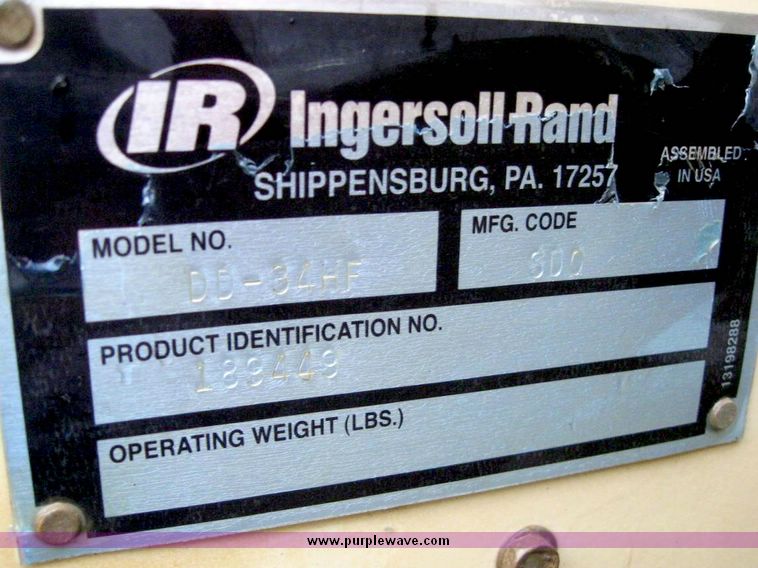 IR Ingersoll-Rand
SHIPPENSBURG, PA. 17257
ASSEMBLED
IN USA
MODEL NO.
DD-34HF
MFG. CODE
SDO
PRODUCT IDENTIFICATION NO.
189449
OPERATING WEIGHT (LBS.)
13198288
www.purplewave.com